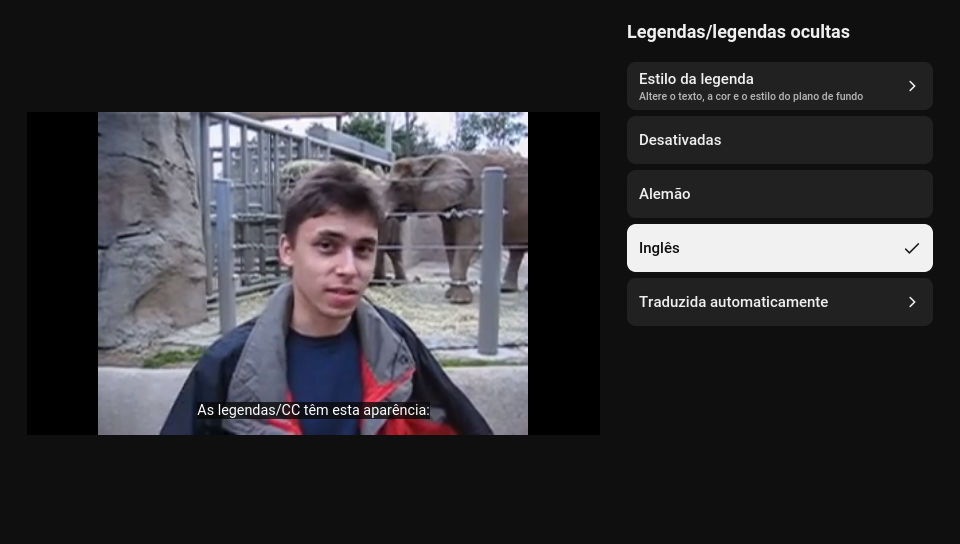 Legendas/legendas ocultas
Estilo da legenda
Altere o texto, a cor e o estilo do plano de fundo
Desativadas
Alemão
Inglês
Traduzida automaticamente
As legendas/CC têm esta aparência: